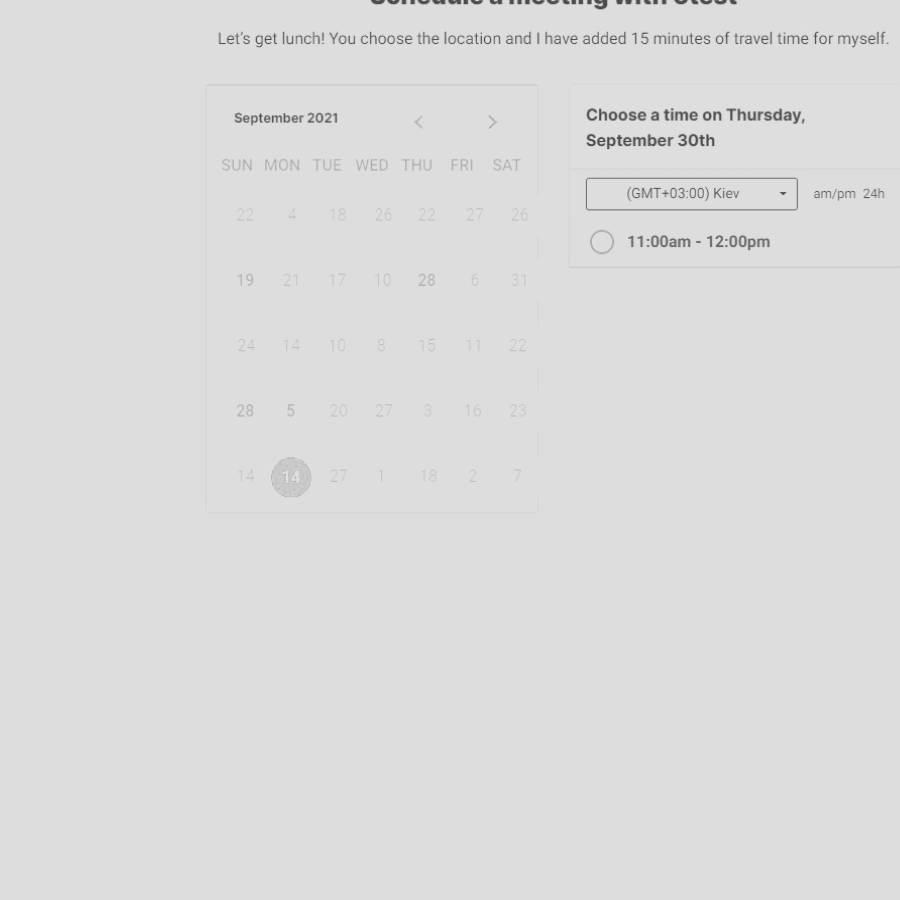 Schedule a meeting with Jtest
Let's get lunch! You choose the location and I have added 15 minutes of travel time for myself.
September 2021
SUN MON TUE WED THU FRI SAT
22 4 18 26 22 27 26
19 21 17 10 28 6 31
24 14 10 8 15 11 22
28 5 20 27 3 16 23
14 14 27 1 18 2 7
Choose a time on Thursday,
September 30th
(GMT+03:00) Kiev am/pm 24h
11:00am - 12:00pm